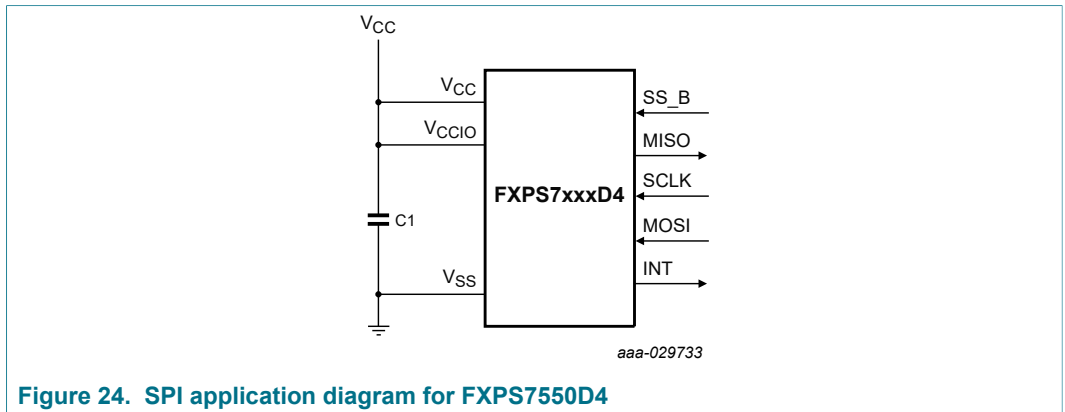 VCC
VCC
SS_B
VCCIO
MISO
SCLK
FXPS7xxxD4
C1
MOSI
VSS
INT
aaa-029733
Figure 24. SPI application diagram for FXPS7550D4